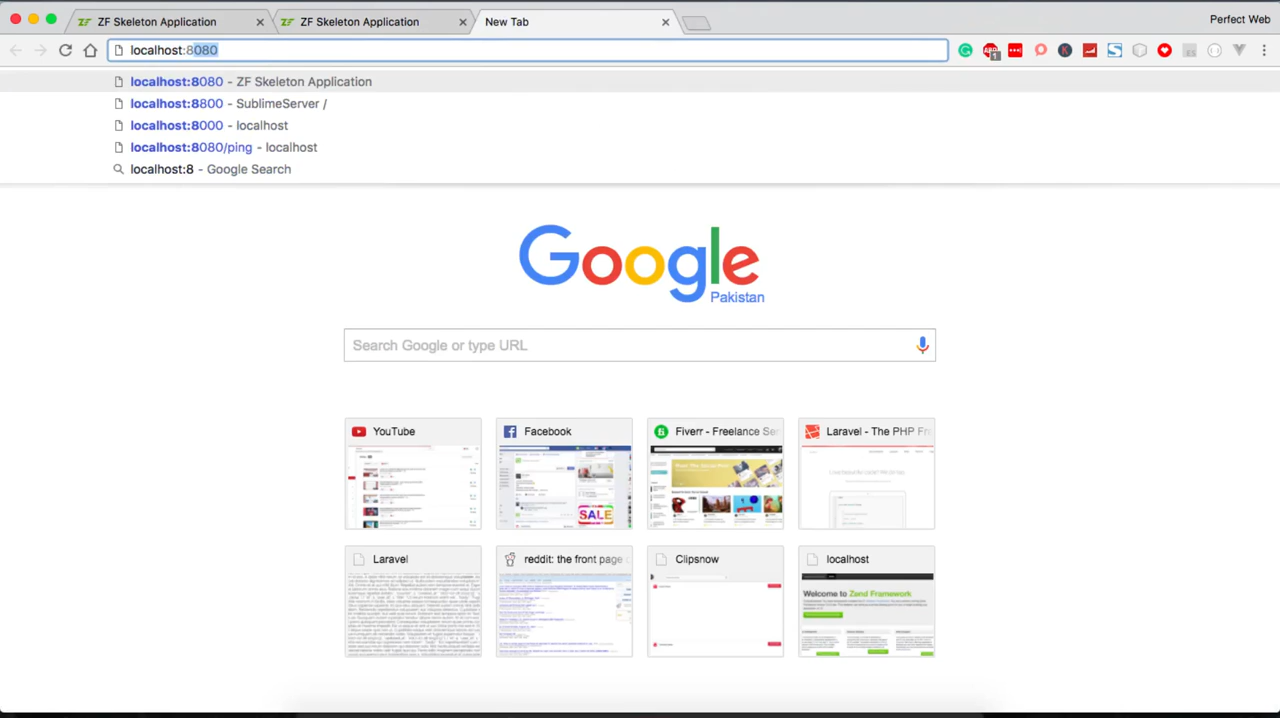 ZF Skeleton Application
ZF Skeleton Application
New Tab
Perfect Web
localhost:8080
1
localhost:8080 - ZF Skeleton Application
localhost:8800 - SublimeServer /
localhost:8000 - localhost
localhost:8080/ping - localhost
localhost:8 - Google Search
Google
Pakistan
Search Google or type URL
YouTube
Facebook
Fiverr - Freelance Ser
Laravel - The PHP Fr
SALE
Laravel
reddit: the front page
Clipsnow
localhost
Welcome to Zend Framework